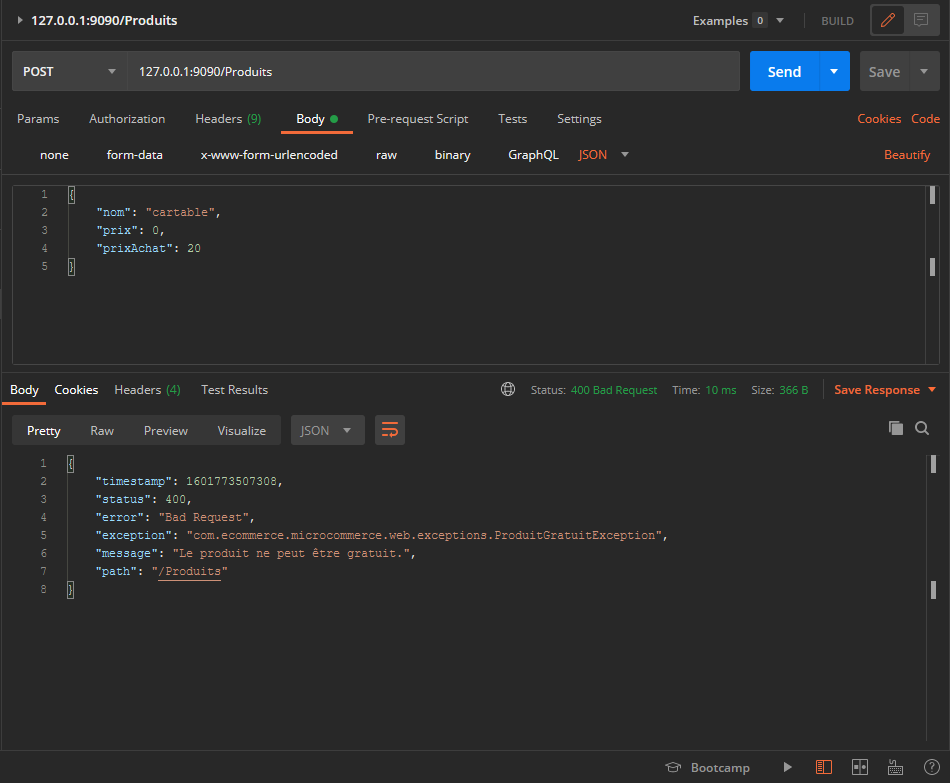 127.0.0.1:9090/Produits Examples 0 BUILD
POST 127.0.0.1:9090/Produits Send Save
Params Authorization Headers (9) Body Pre-request Script Tests Settings Cookies Code
none form-data x-www-form-urlencoded raw binary GraphQL JSON Beautify
1 {
2 "nom": "cartable",
3 "prix": 0,
4 "prixAchat": 20
5 }
Body Cookies Headers (4) Test Results Status: 400 Bad Request Time: 10 ms Size: 366 B Save Response
Pretty Raw Preview Visualize JSON
1 {
2 "timestamp": 1601773507308,
3 "status": 400,
4 "error": "Bad Request",
5 "exception": "com.ecommerce.microcommerce.web.exceptions.ProduitGratuitException",
6 "message": "Le produit ne peut être gratuit.",
7 "path": "/Produits"
8 }
Bootcamp ?